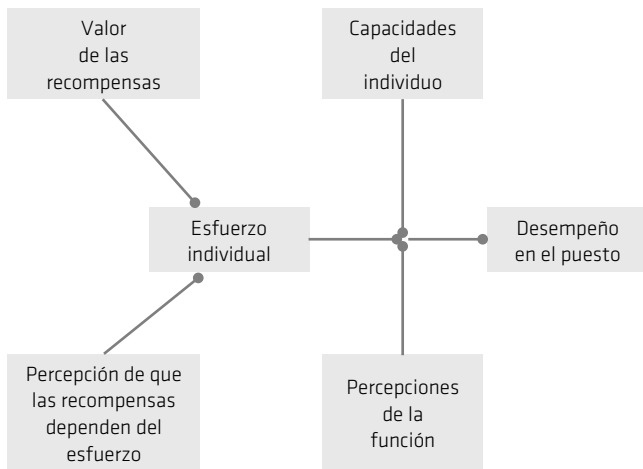 Valor
de las
recompensas
Capacidades
del
individuo
Esfuerzo
individual
Desempeño
en el puesto
Percepción de que
las recompensas
dependen del
esfuerzo
Percepciones
de la
función